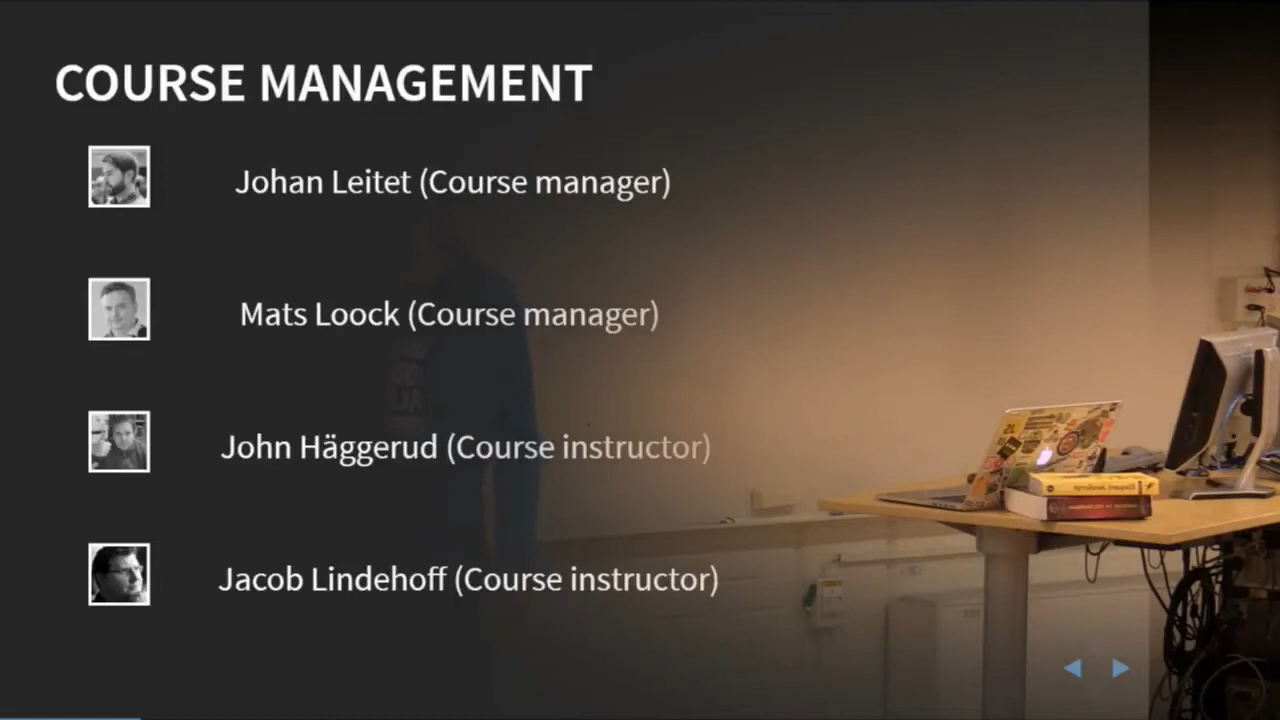 COURSE MANAGEMENT
Johan Leitet (Course manager)
Mats Loock (Course manager)
John Häggerud (Course instructor)
Jacob Lindehoff (Course instructor)